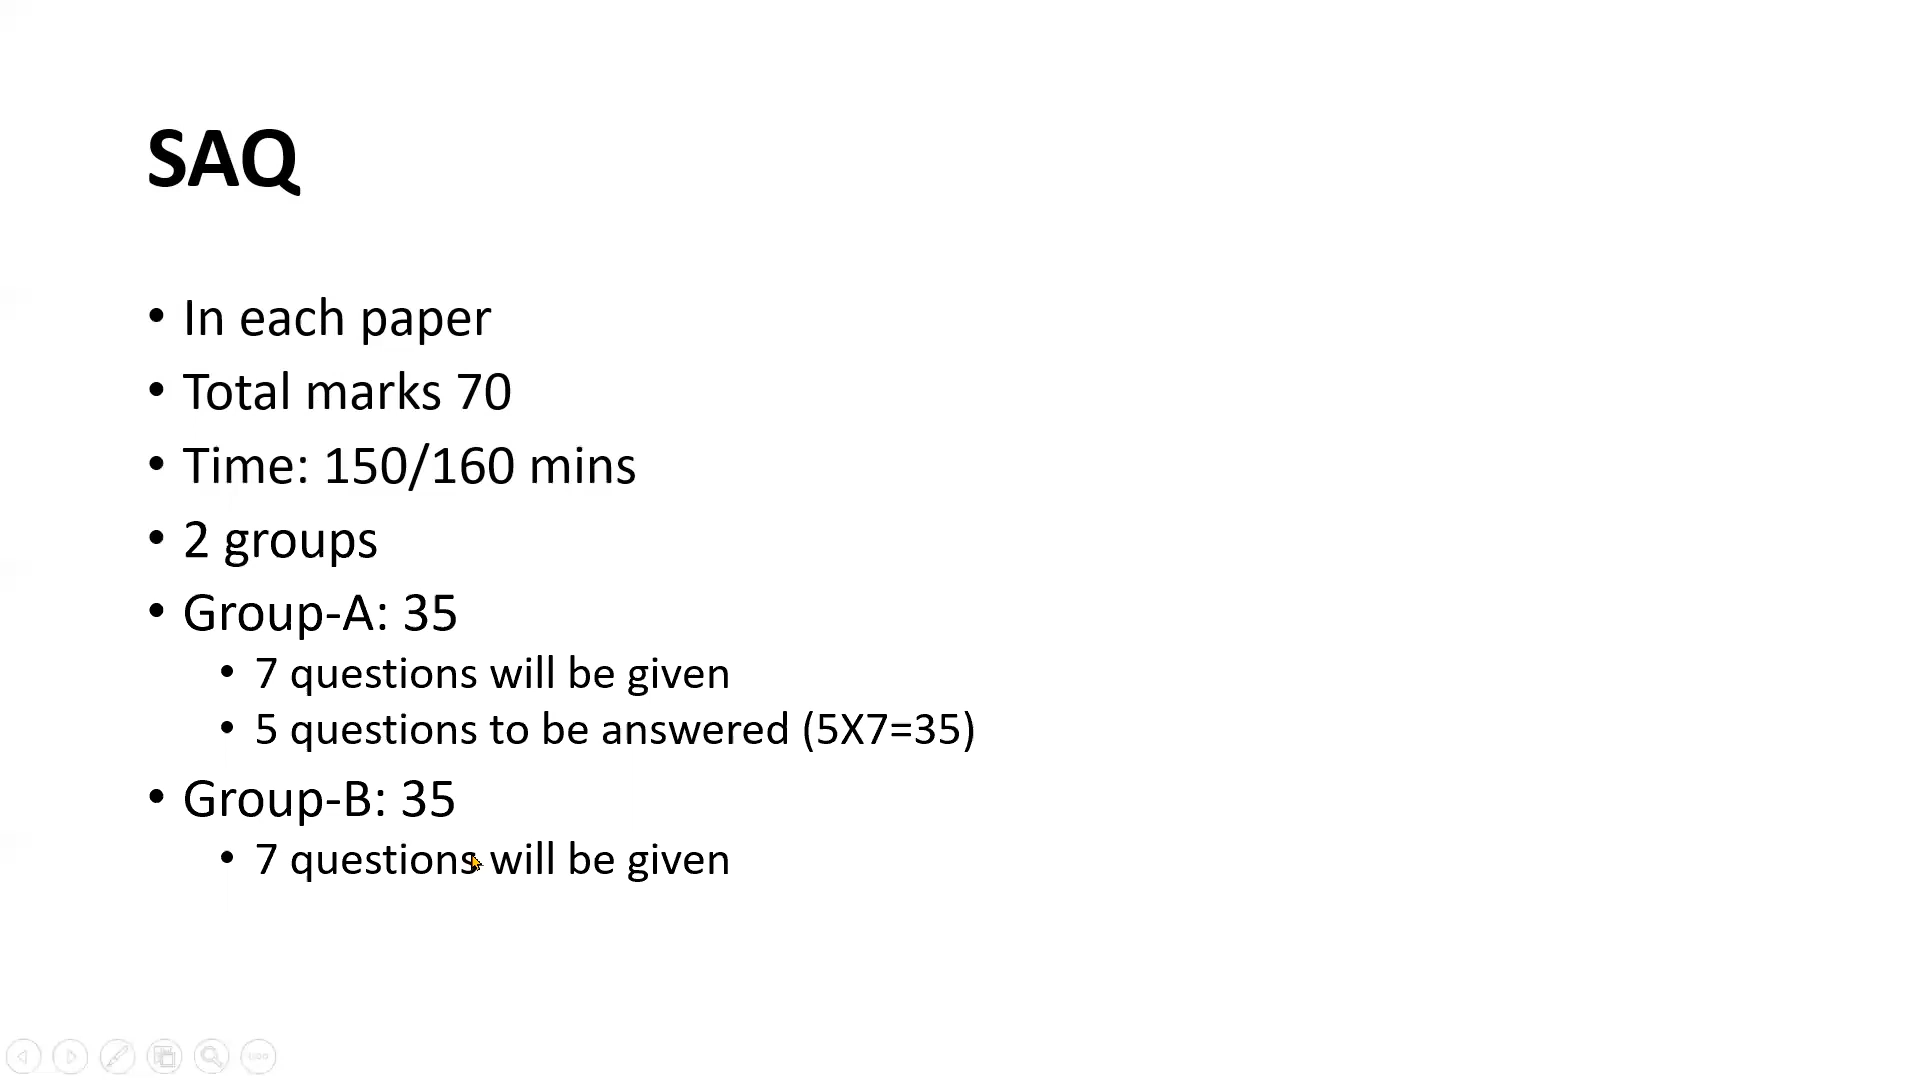 SAQ
• In each paper
• Total marks 70
• Time: 150/160 mins
• 2 groups
• Group-A: 35
• 7 questions will be given
• 5 questions to be answered (5X7=35)
• Group-B: 35
• 7 questions will be given